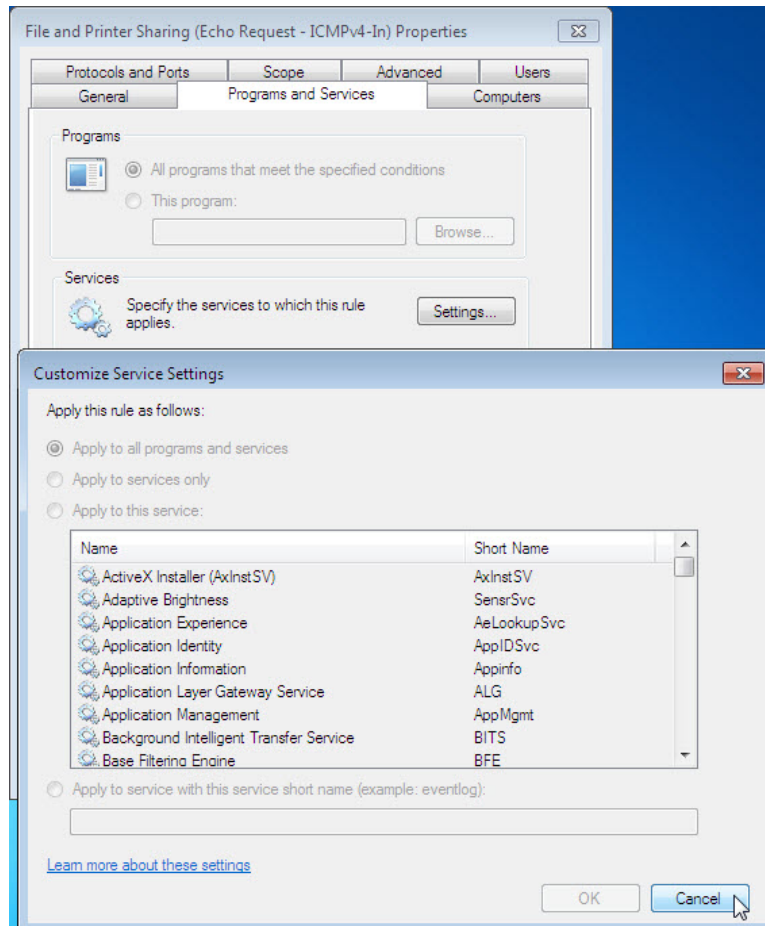 File and Printer Sharing (Echo Request - ICMPv4-In) Properties
Protocols and Ports Scope Advanced Users
General Programs and Services Computers
Programs
All programs that meet the specified conditions
This program:
Browse...
Services
Specify the services to which this rule applies.
Settings...
Customize Service Settings
Apply this rule as follows:
Apply to all programs and services
Apply to services only
Apply to this service:
Name Short Name
ActiveX Installer (AxInstSV) AxInstSV
Adaptive Brightness SensrSvc
Application Experience AeLookupSvc
Application Identity AppIDSvc
Application Information Appinfo
Application Layer Gateway Service ALG
Application Management AppMgmt
Background Intelligent Transfer Service BITS
Base Filtering Engine BFE
Apply to service with this service short name (example: eventlog):
Learn more about these settings
OK Cancel